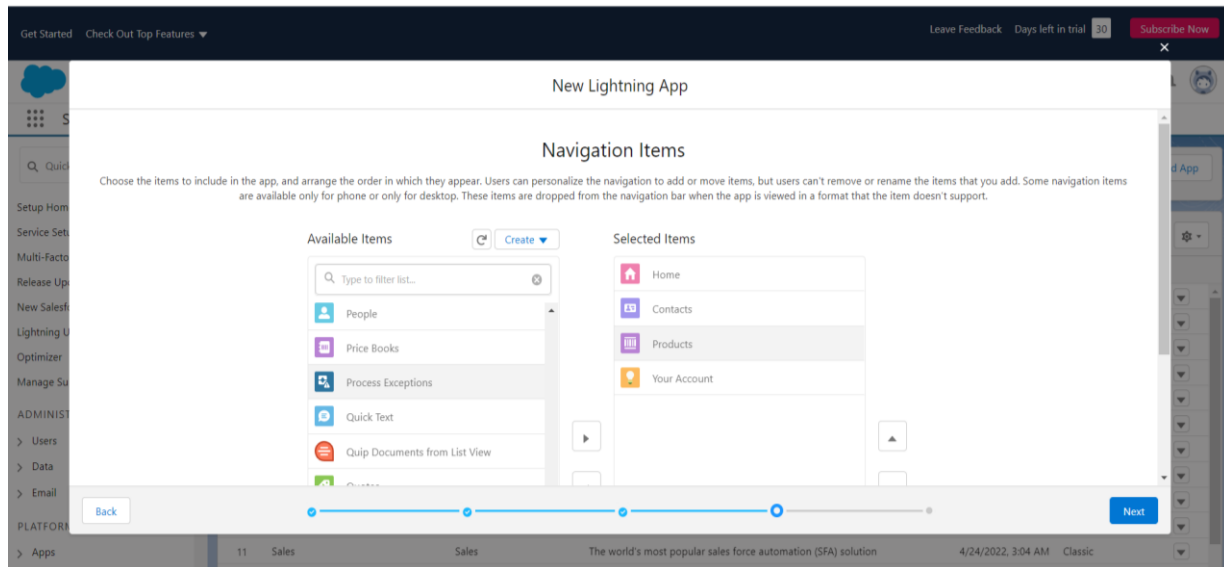 Get Started Check Out Top Features
Leave Feedback Days left in trial 30 Subscribe Now
New Lightning App
Navigation Items
Choose the items to include in the app, and arrange the order in which they appear. Users can personalize the navigation to add or move items, but users can't remove or rename the items that you add. Some navigation items
are available only for phone or only for desktop. These items are dropped from the navigation bar when the app is viewed in a format that the item doesn't support.
Available Items
Create
Type to filter list...
People
Price Books
Process Exceptions
Quick Text
Quip Documents from List View
Selected Items
Home
Contacts
Products
Your Account
Back
Next
Quick
d App
Setup Hom
Service Setu
Multi-Facto
Release Up
New Salesf
Lightning U
Optimizer
Manage Su
ADMINIST
Users
Data
Email
PLATFORM
Apps
11 Sales Sales The world's most popular sales force automation (SFA) solution 4/24/2022, 3:04 AM Classic